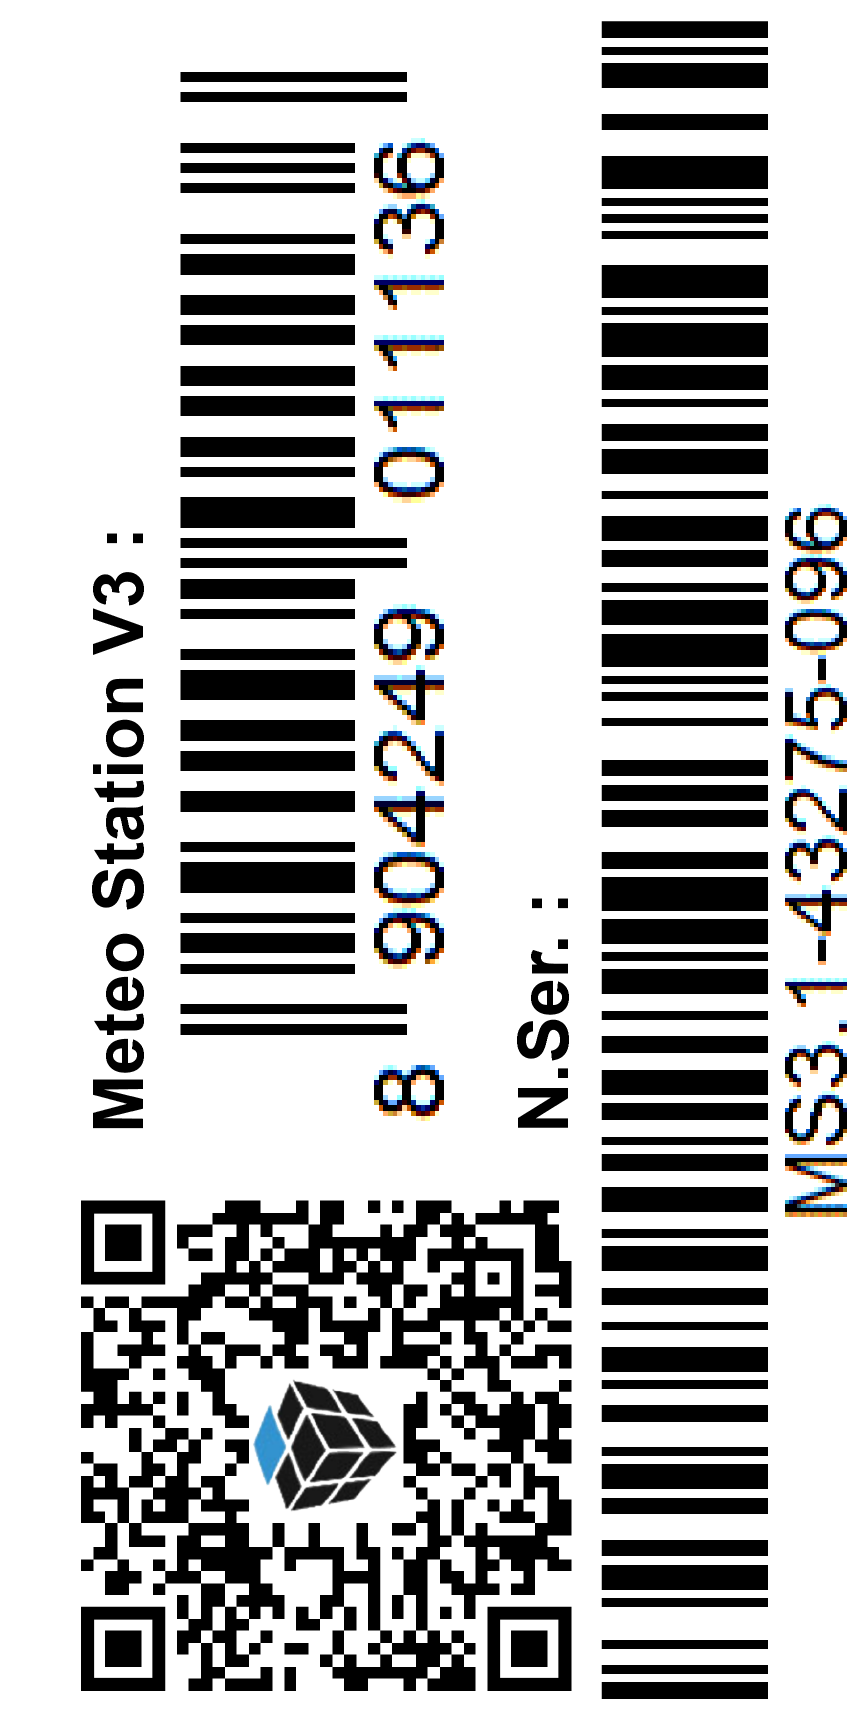 Meteo Station V3 :
8 904249 011136
N.Ser. :
MS3.1-43275-096